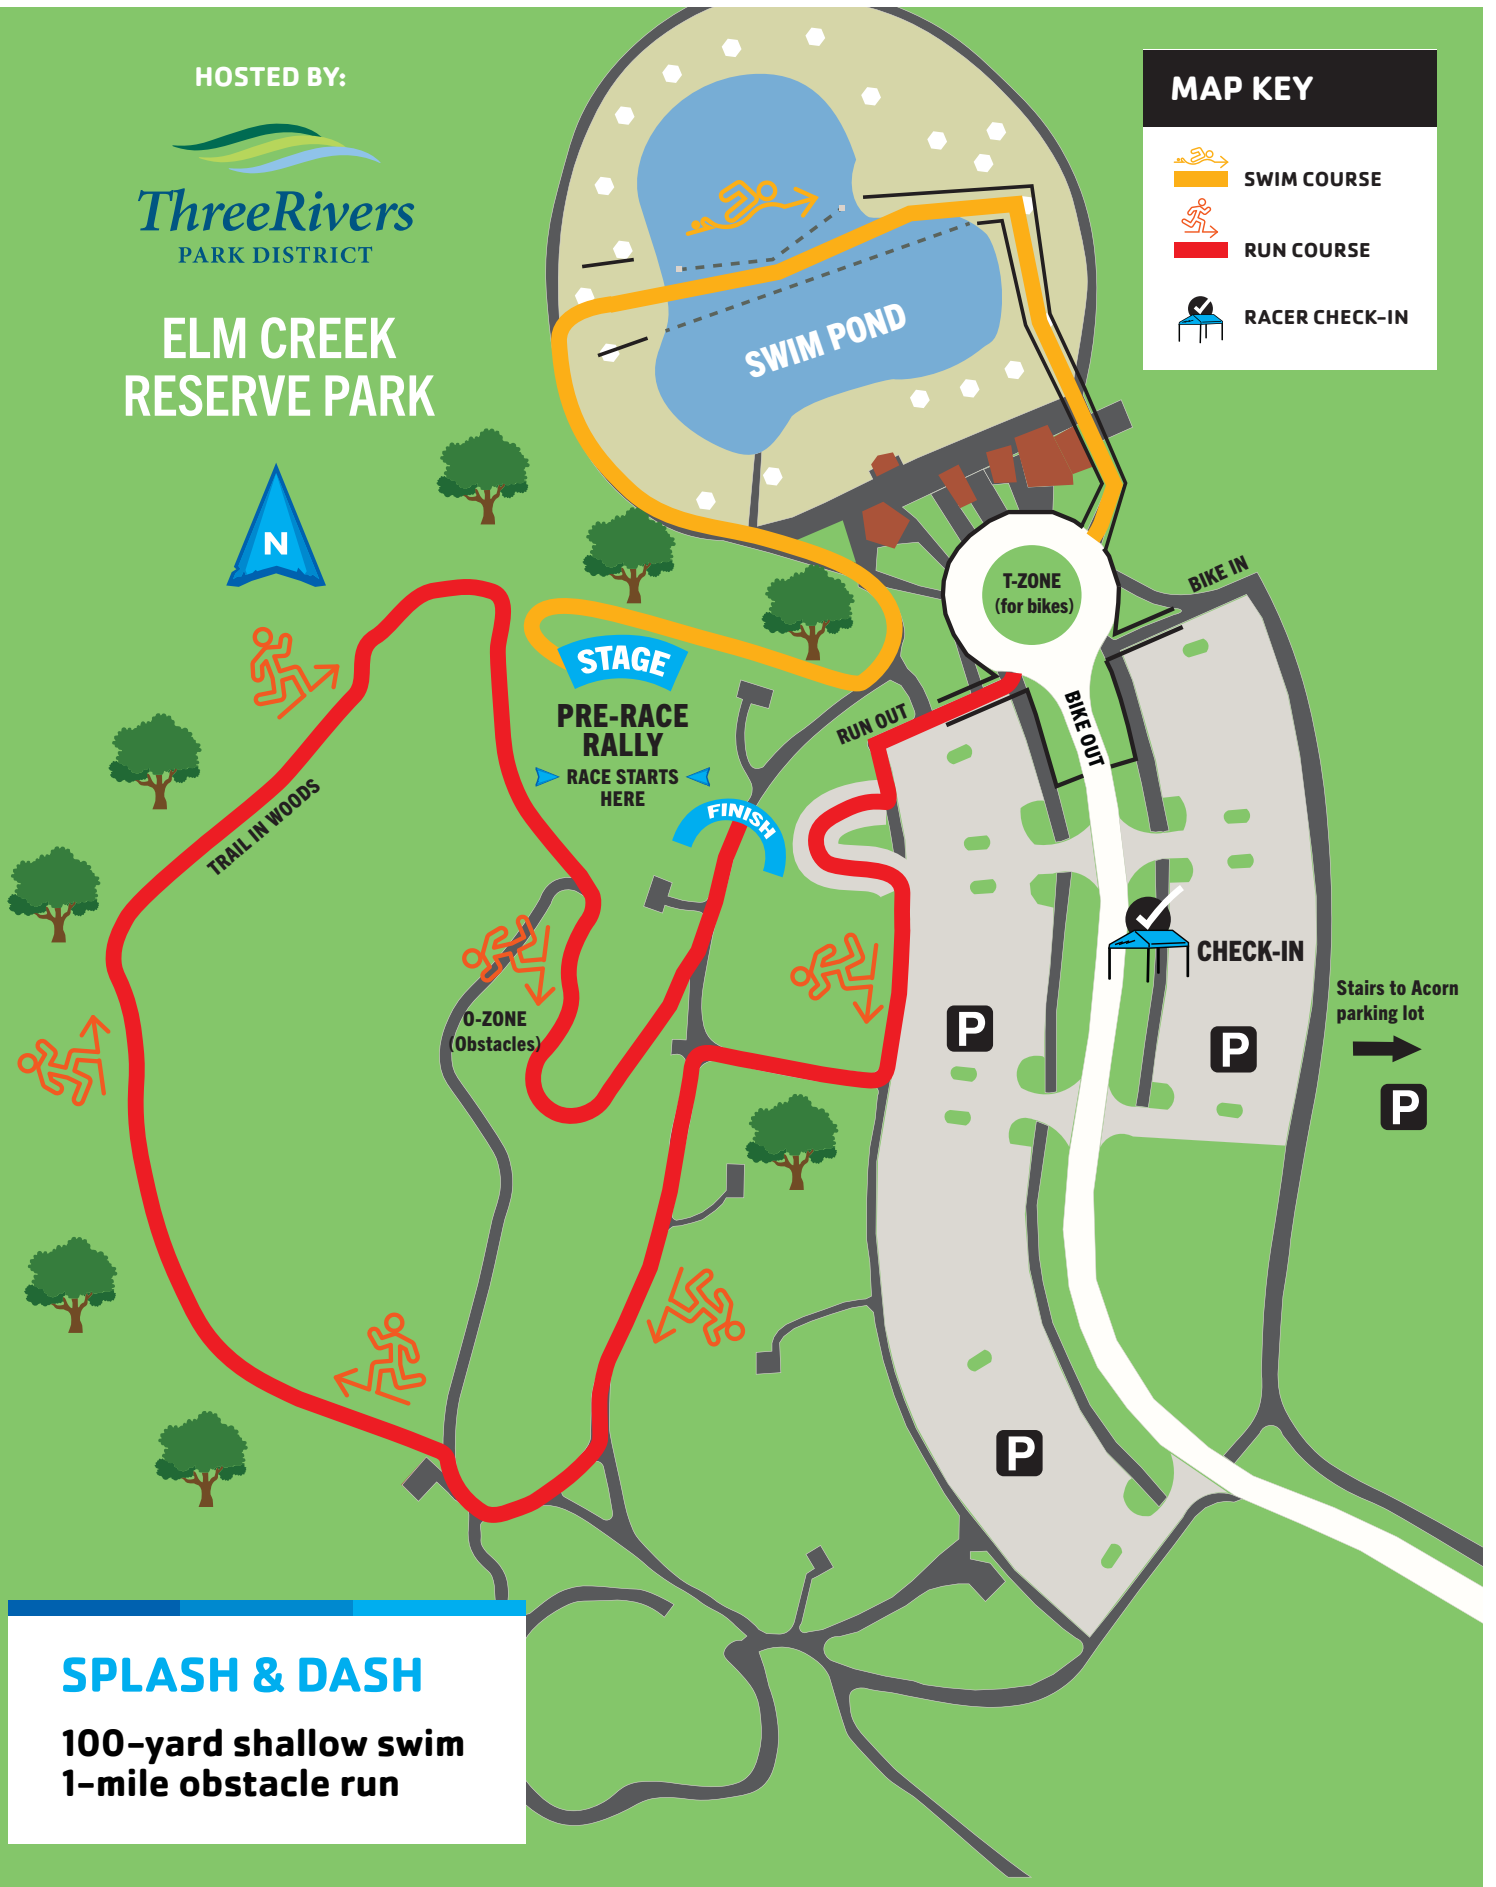 HOSTED BY:
ThreeRivers
PARK DISTRICT
ELM CREEK
RESERVE PARK
N
MAP KEY
SWIM COURSE
RUN COURSE
RACER CHECK-IN
SWIM POND
T-ZONE
(for bikes)
BIKE IN
STAGE
PRE-RACE
RALLY
RACE STARTS
HERE
RUN OUT
BIKE OUT
FINISH
TRAIL IN WOODS
O-ZONE
(Obstacles)
CHECK-IN
Stairs to Acorn
parking lot
P
P
P
P
SPLASH & DASH
100-yard shallow swim
1-mile obstacle run